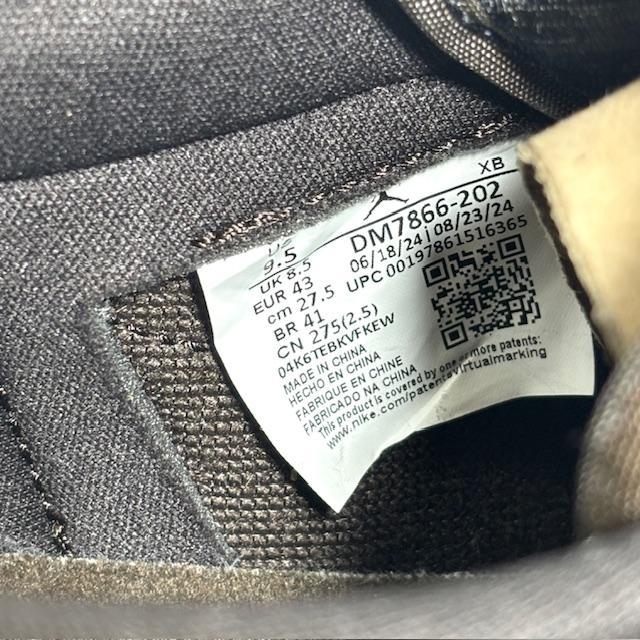 XB
US
9.5
UK 8.5
EUR 43
cm 27.5
BR 41
CN 275(2.5)
04K6TEBKVFKEW
DM7866-202
06/18/24 | 08/23/24
UPC 00197861516365
MADE IN CHINA
HECHO EN CHINA
FABRIQUE EN CHINE
FABRICADO NA CHINA
This product is covered by one or more patents:
www.nike.com/patentsvirtualmarking